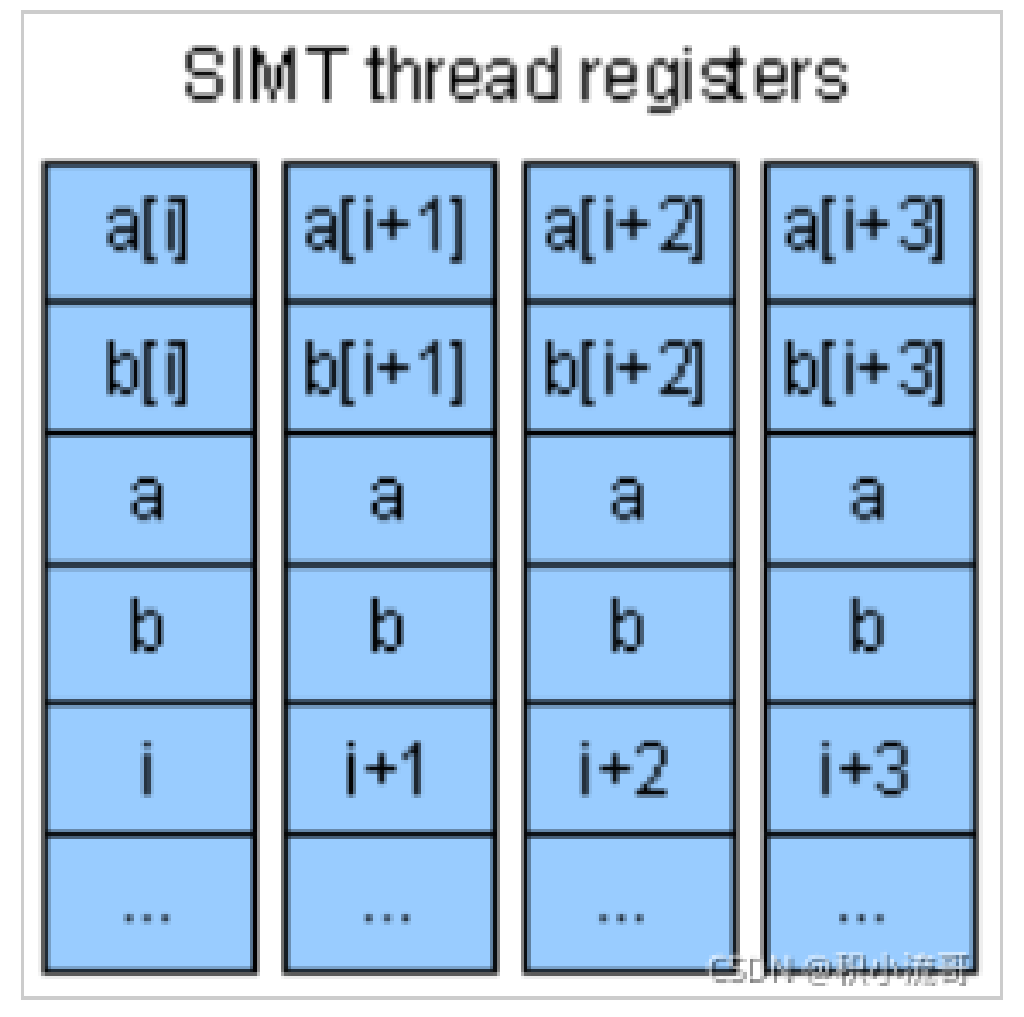 SIMT thread registers
a[i] a[i+1] a[i+2] a[i+3]
b[i] b[i+1] b[i+2] b[i+3]
a a a a
b b b b
i i+1 i+2 i+3
... ... ... ...
CSDN @积小流哥